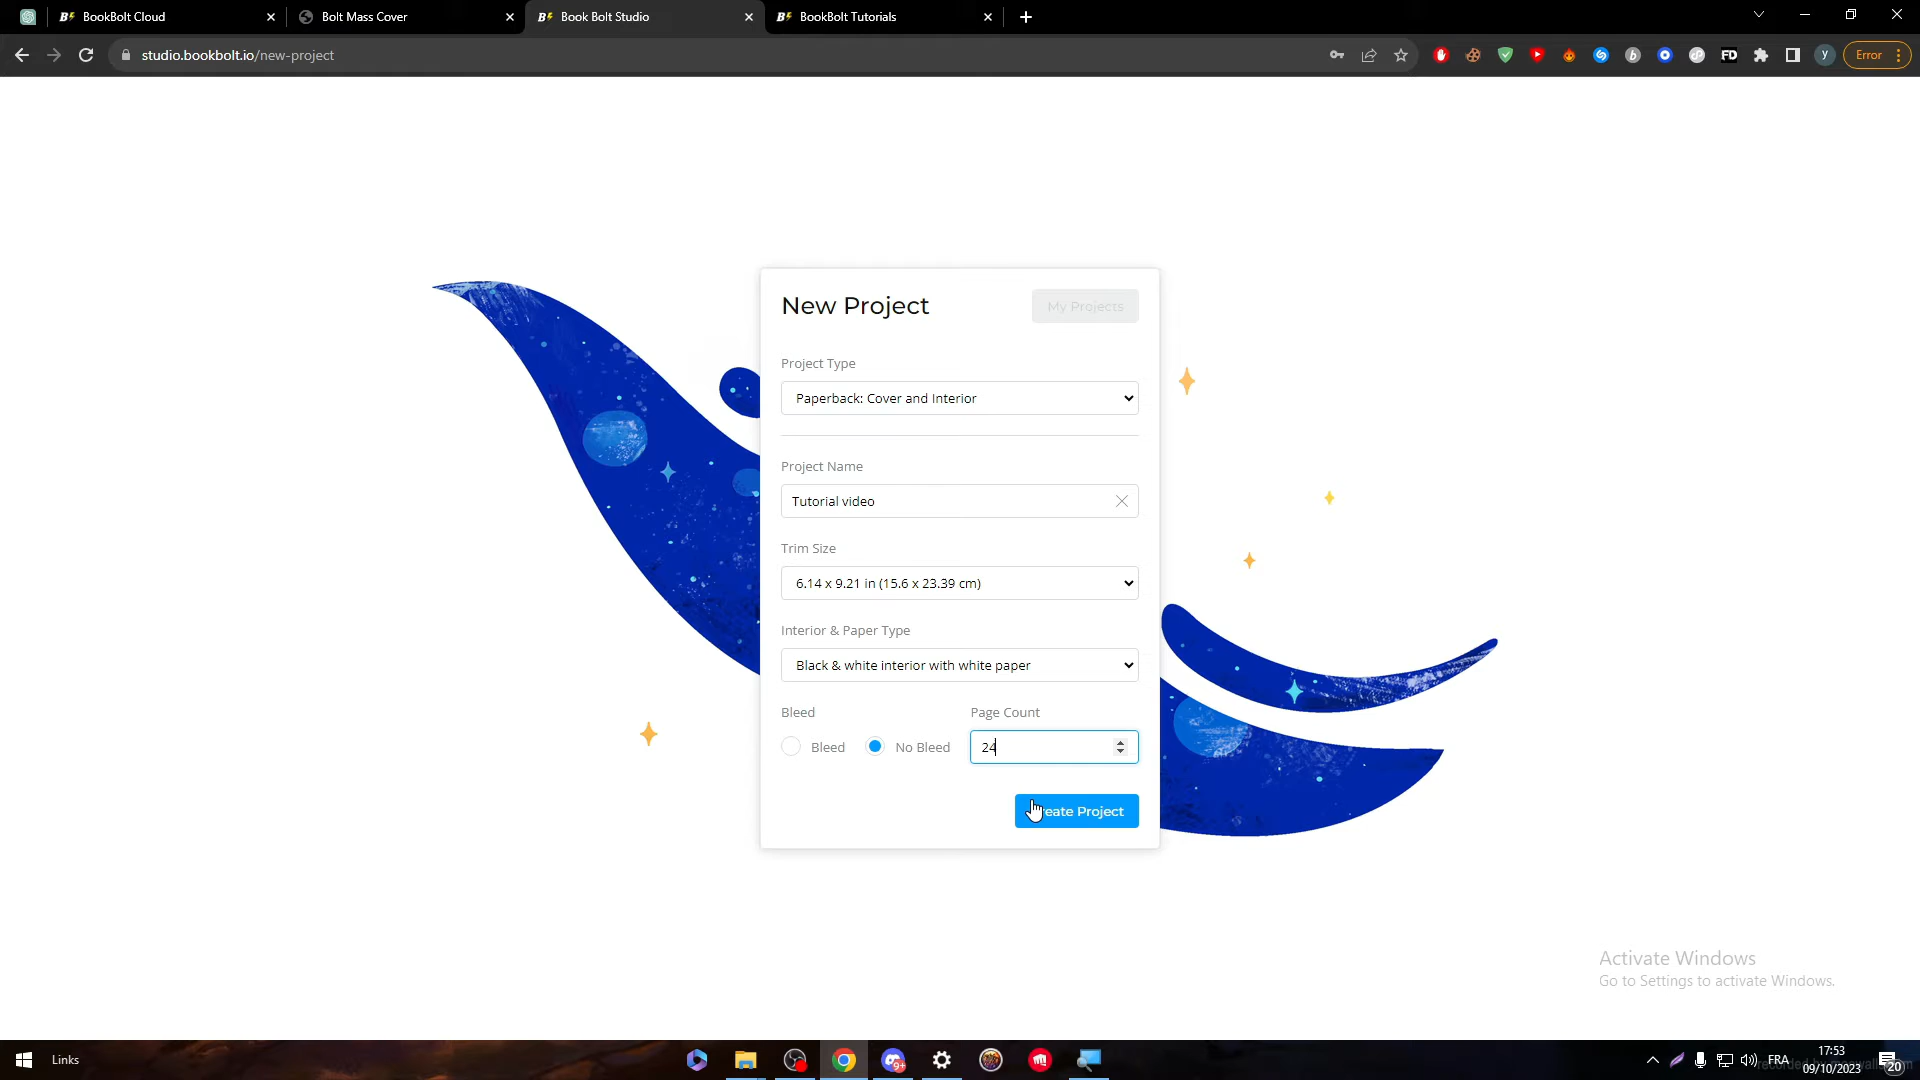 BookBolt Cloud
Bolt Mass Cover
Book Bolt Studio
BookBolt Tutorials
studio.bookbolt.io/new-project
Error
New Project
My Projects
Project Type
Paperback: Cover and Interior
Project Name
Tutorial video
Trim Size
6.14 x 9.21 in (15.6 x 23.39 cm)
Interior & Paper Type
Black & white interior with white paper
Bleed
Page Count
Bleed
No Bleed
24
eate Project
Activate Windows
Go to Settings to activate Windows.
Links
FRA
17:53
09/10/2023
20